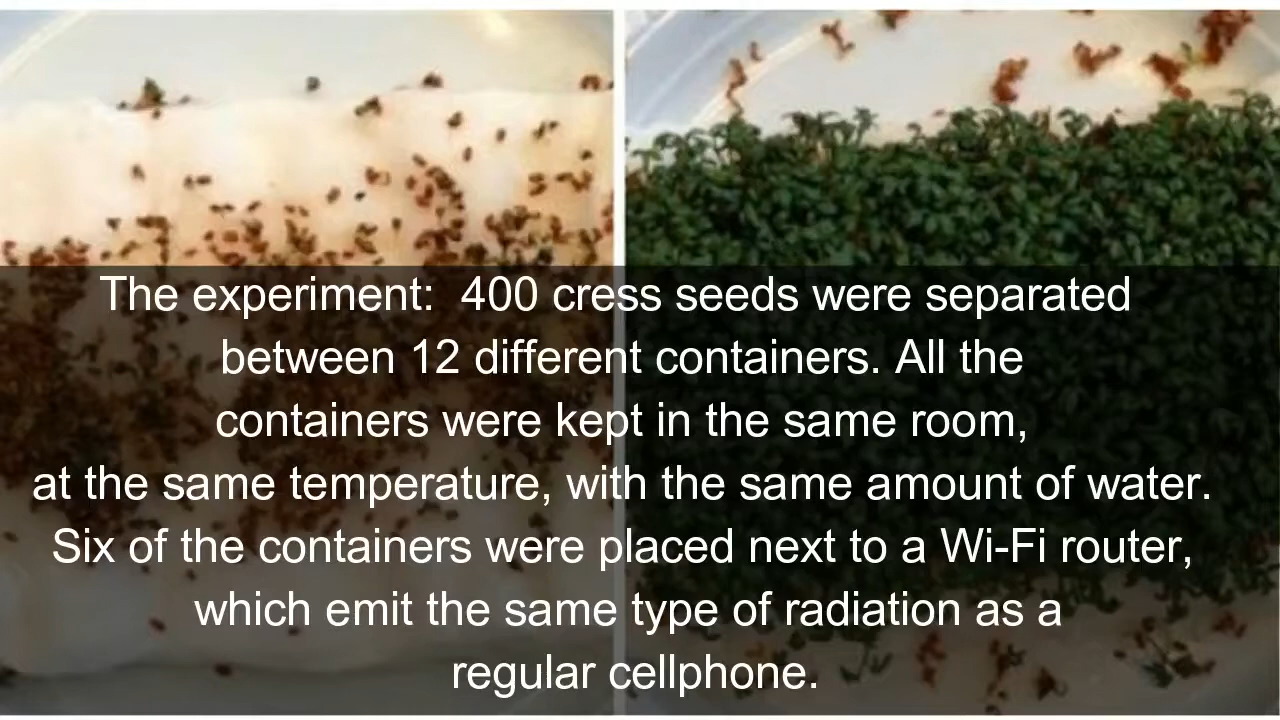 The experiment:  400 cress seeds were separated
between 12 different containers. All the
containers were kept in the same room,
at the same temperature, with the same amount of water.
Six of the containers were placed next to a Wi-Fi router,
which emit the same type of radiation as a
regular cellphone.